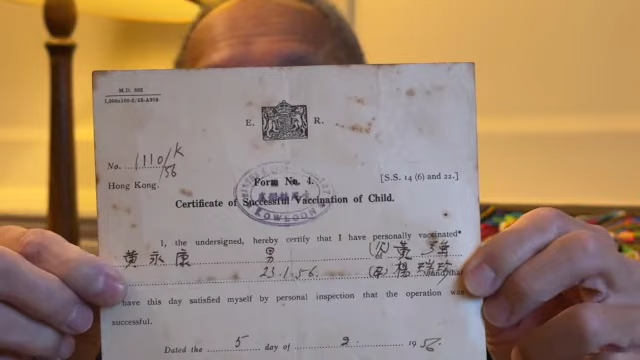 M.D. 32
E. R.
No. 1110/K/56
[S.S. 14 (6) and 22.]
Hong Kong.
Form No. 4.
KOWLOON
Certificate of Successful Vaccination of Child.
I, the undersigned, hereby certify that I have personally vaccinated*
黃永康 男 (父) 黃
23.1.56. (母) 楊 and that
I have this day satisfied myself by personal inspection that the operation was
successful.
Dated the 5 day of 2. 1956.